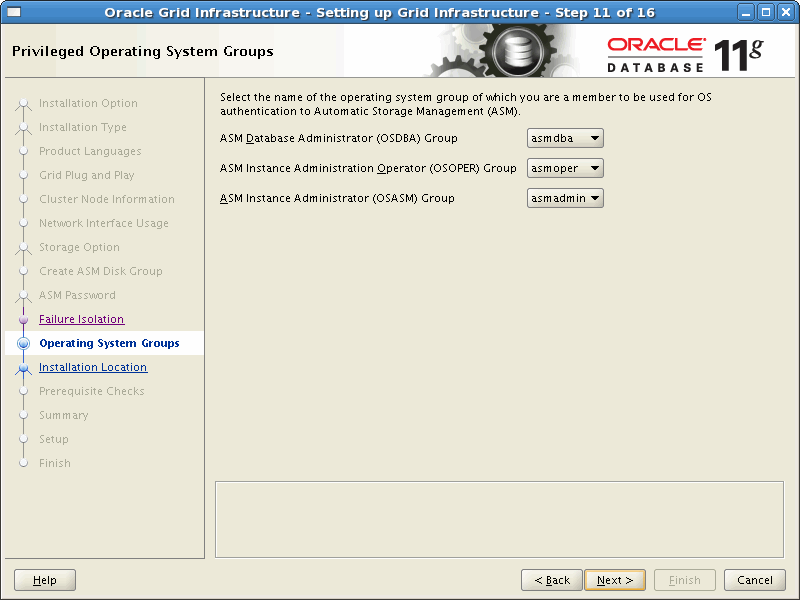 Oracle Grid Infrastructure - Setting up Grid Infrastructure - Step 11 of 16
Privileged Operating System Groups
ORACLE®
DATABASE 11g
Installation Option
Installation Type
Product Languages
Grid Plug and Play
Cluster Node Information
Network Interface Usage
Storage Option
Create ASM Disk Group
ASM Password
Failure Isolation
Operating System Groups
Installation Location
Prerequisite Checks
Summary
Setup
Finish
Select the name of the operating system group of which you are a member to be used for OS
authentication to Automatic Storage Management (ASM).
ASM Database Administrator (OSDBA) Group asmdba
ASM Instance Administration Operator (OSOPER) Group asmoper
ASM Instance Administrator (OSASM) Group asmadmin
Help < Back Next > Finish Cancel